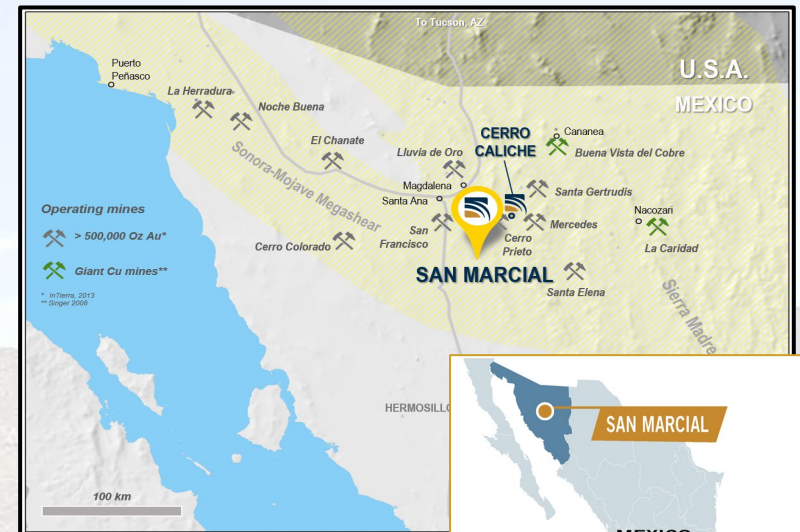 To Tucson, AZ
U.S.A.
MEXICO
Puerto
Peñasco
La Herradura
Noche Buena
El Chanate
Sonora-Mojave Megashear
Lluvia de Oro
CERRO
CALICHE
Cananea
Buena Vista del Cobre
Magdalena
Santa Ana
Santa Gertrudis
San
Francisco
Mercedes
Cerro
Prieto
Nacozari
La Caridad
Cerro Colorado
SAN MARCIAL
Santa Elena
Sierra Madre
Operating mines
> 500,000 Oz Au*
Giant Cu mines**
* InTierra, 2013
** Singer 2008
HERMOSILLO
100 km
SAN MARCIAL
MEXICO